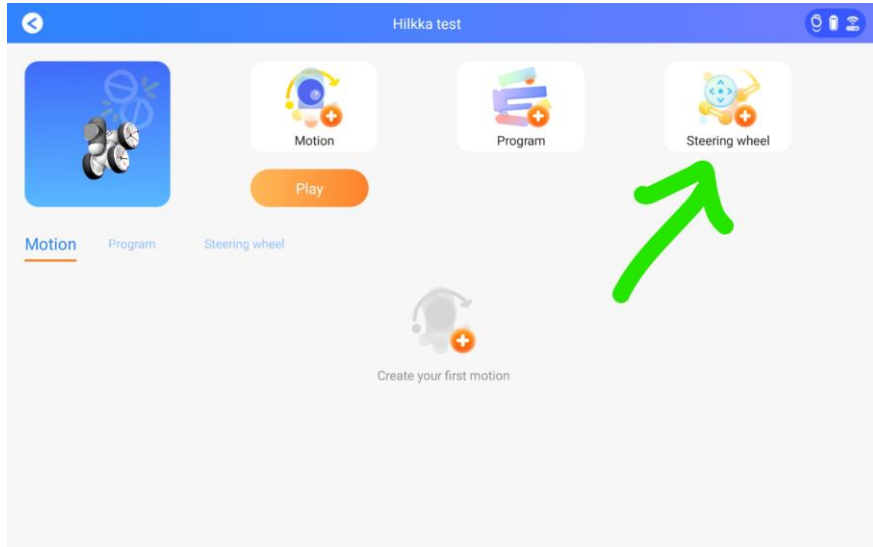 Hilkka test
Motion
Program
Steering wheel
Play
Motion Program Steering wheel
Create your first motion